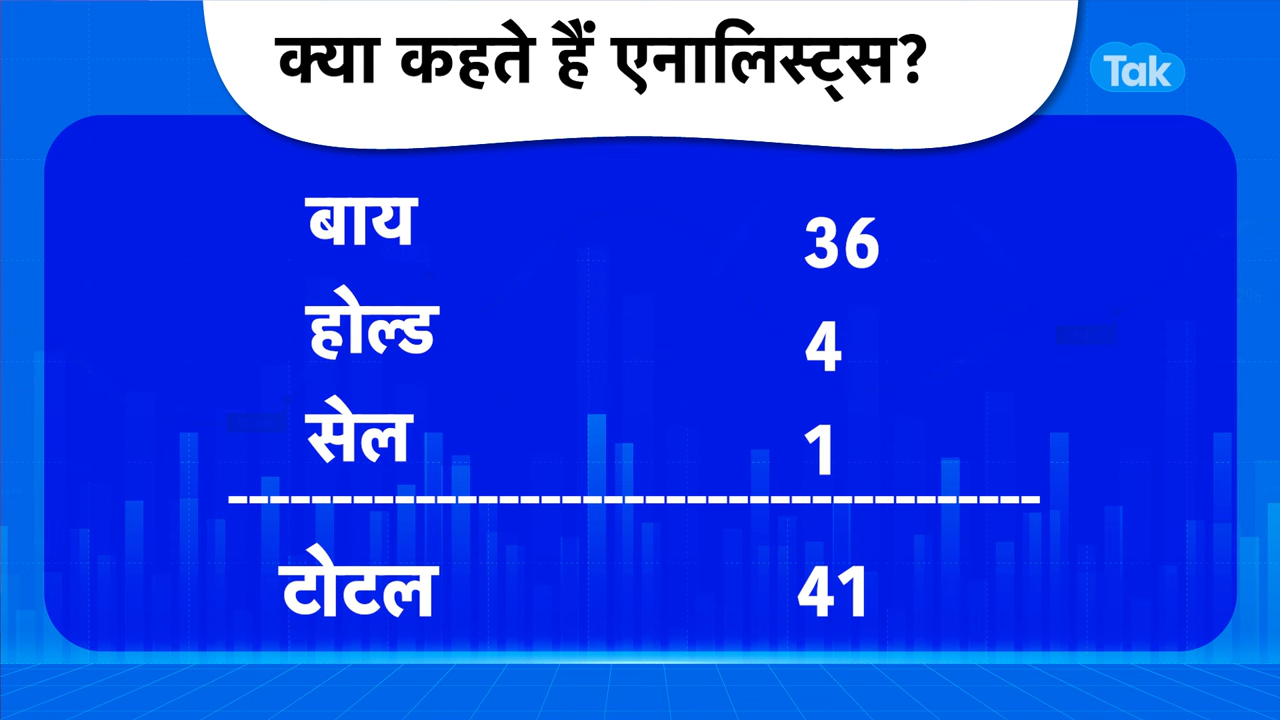 क्या कहते हैं एनालिस्ट्स?
Tak
बाय 36
होल्ड 4
सेल 1
टोटल 41